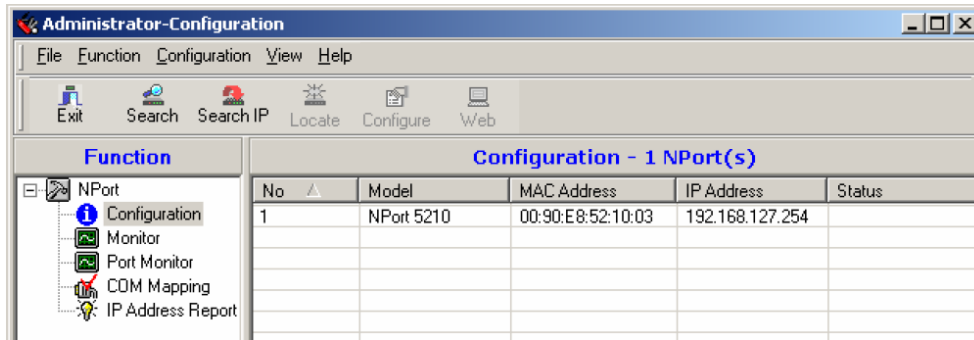 Administrator-Configuration
File Function Configuration View Help
Exit Search Search IP Locate Configure Web
Function
Configuration - 1 NPort(s)
NPort
Configuration
Monitor
Port Monitor
COM Mapping
IP Address Report
No Model MAC Address IP Address Status
1 NPort 5210 00:90:E8:52:10:03 192.168.127.254